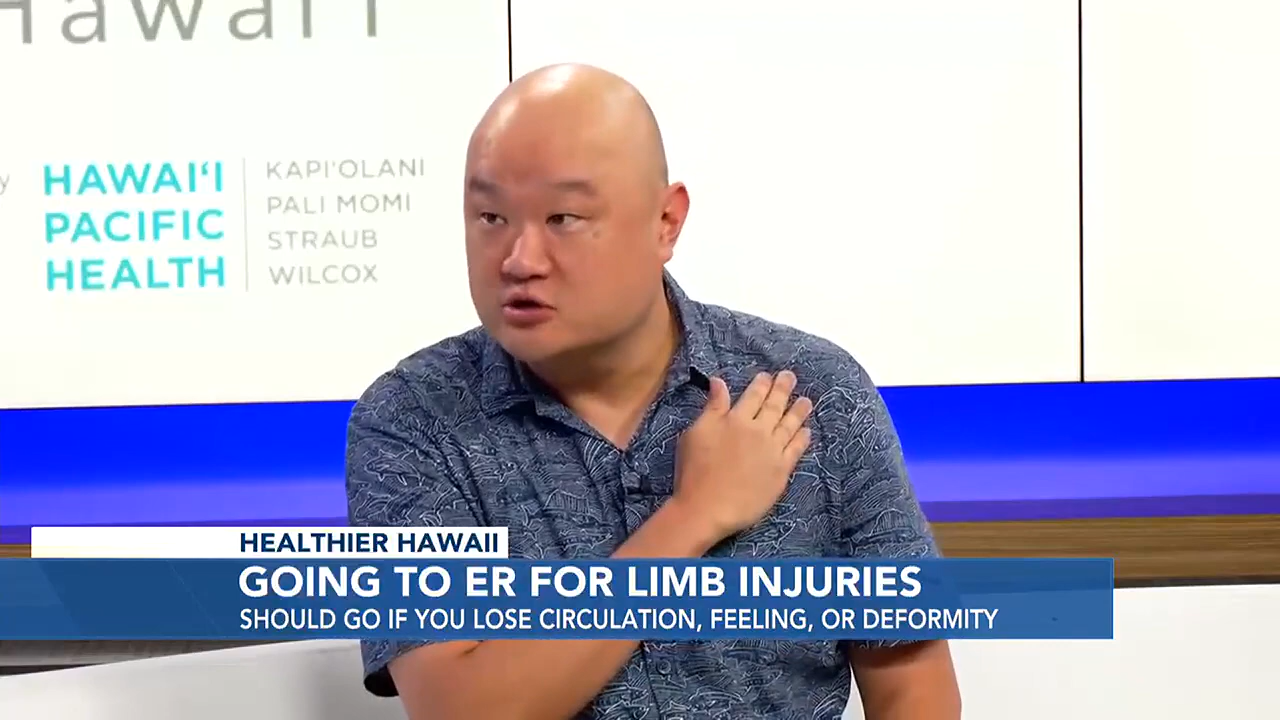 Hawai'i
y
HAWAI‘I
PACIFIC
HEALTH
KAPI‘OLANI
PALI MOMI
STRAUB
WILCOX
HEALTHIER HAWAII
GOING TO ER FOR LIMB INJURIES
SHOULD GO IF YOU LOSE CIRCULATION, FEELING, OR DEFORMITY